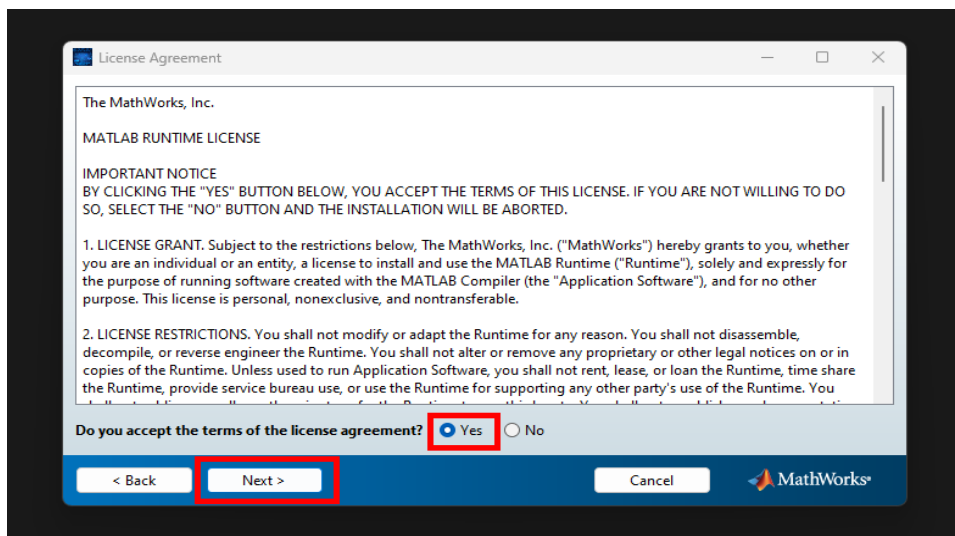 License Agreement
The MathWorks, Inc.
MATLAB RUNTIME LICENSE
IMPORTANT NOTICE
BY CLICKING THE "YES" BUTTON BELOW, YOU ACCEPT THE TERMS OF THIS LICENSE. IF YOU ARE NOT WILLING TO DO
SO, SELECT THE "NO" BUTTON AND THE INSTALLATION WILL BE ABORTED.
1. LICENSE GRANT. Subject to the restrictions below, The MathWorks, Inc. ("MathWorks") hereby grants to you, whether
you are an individual or an entity, a license to install and use the MATLAB Runtime ("Runtime"), solely and expressly for
the purpose of running software created with the MATLAB Compiler (the "Application Software"), and for no other
purpose. This license is personal, nonexclusive, and nontransferable.
2. LICENSE RESTRICTIONS. You shall not modify or adapt the Runtime for any reason. You shall not disassemble,
decompile, or reverse engineer the Runtime. You shall not alter or remove any proprietary or other legal notices on or in
copies of the Runtime. Unless used to run Application Software, you shall not rent, lease, or loan the Runtime, time share
the Runtime, provide service bureau use, or use the Runtime for supporting any other party's use of the Runtime. You
Do you accept the terms of the license agreement? Yes No
< Back Next > Cancel MathWorks®